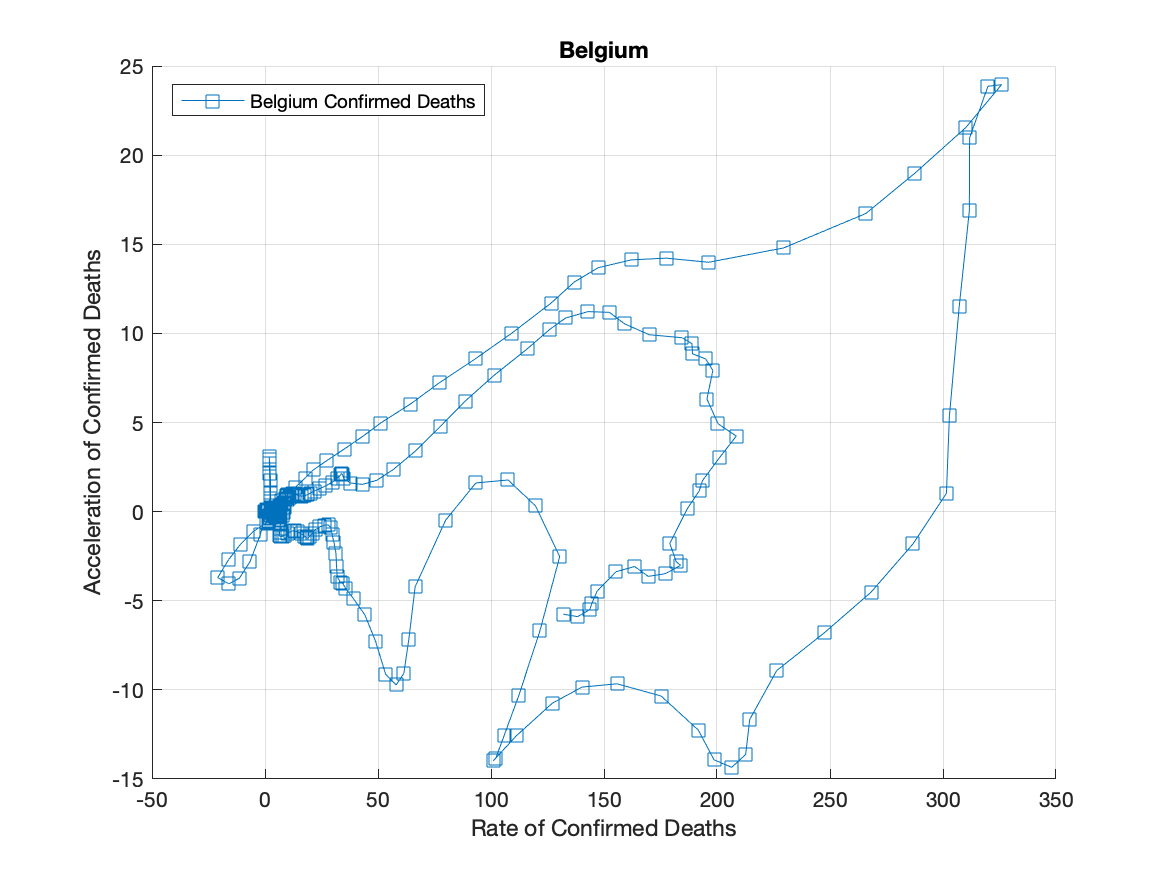 Belgium
25
Belgium Confirmed Deaths
20
15
10
5
0
-5
-10
-15
Acceleration of Confirmed Deaths
-50 0 50 100 150 200 250 300 350
Rate of Confirmed Deaths